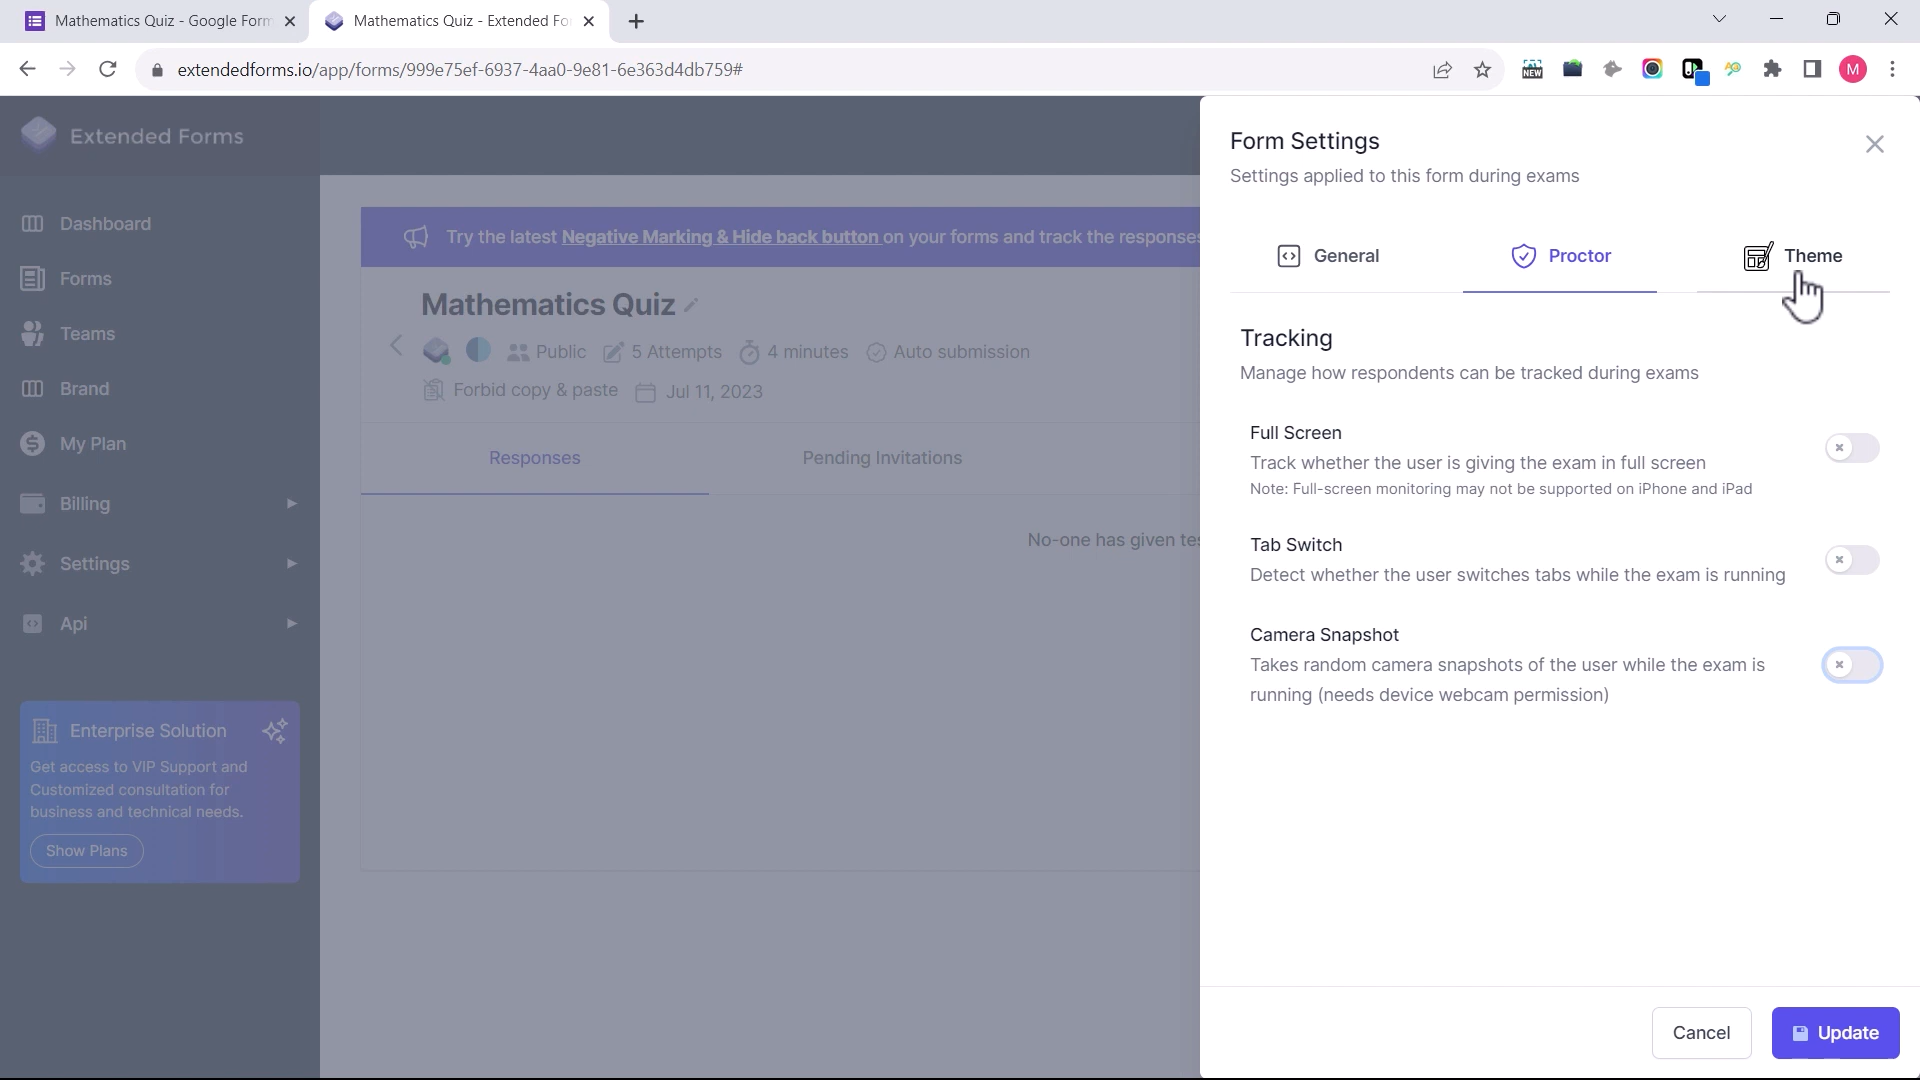 Mathematics Quiz - Google Form
Mathematics Quiz - Extended Fo
extendedforms.io/app/forms/999e75ef-6937-4aa0-9e81-6e363d4db759#
NEW
M
Extended Forms
Dashboard
Forms
Teams
Brand
My Plan
Billing
Settings
Api
Enterprise Solution
Get access to VIP Support and
Customized consultation for
business and technical needs.
Show Plans
Try the latest Negative Marking & Hide back button on your forms and track the responses
Mathematics Quiz
Public 5 Attempts 4 minutes Auto submission
Forbid copy & paste Jul 11, 2023
Responses Pending Invitations
No-one has given tes
Form Settings
Settings applied to this form during exams
General Proctor Theme
Tracking
Manage how respondents can be tracked during exams
Full Screen
Track whether the user is giving the exam in full screen
Note: Full-screen monitoring may not be supported on iPhone and iPad
Tab Switch
Detect whether the user switches tabs while the exam is running
Camera Snapshot
Takes random camera snapshots of the user while the exam is
running (needs device webcam permission)
Cancel Update